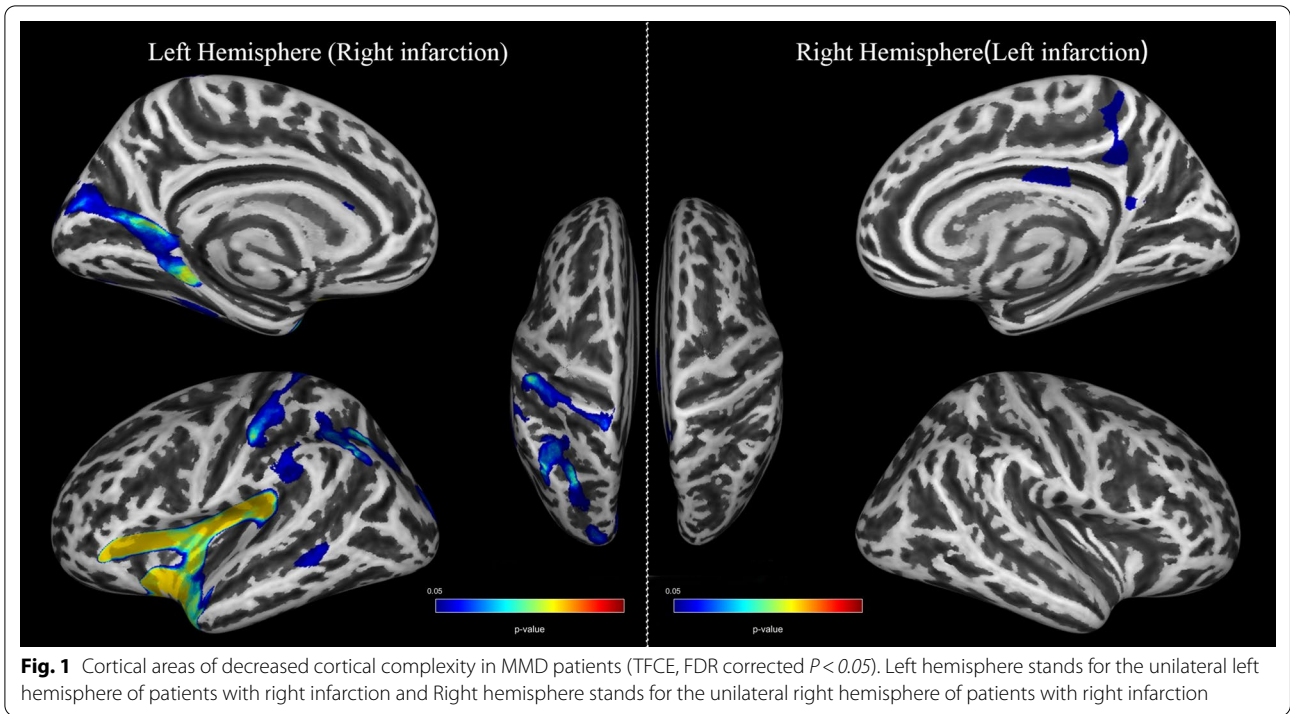 Left Hemisphere (Right infarction)
Right Hemisphere(Left infarction)
0.05
p-value
0.05
p-value
Fig. 1 Cortical areas of decreased cortical complexity in MMD patients (TFCE, FDR corrected P < 0.05). Left hemisphere stands for the unilateral left
hemisphere of patients with right infarction and Right hemisphere stands for the unilateral right hemisphere of patients with right infarction